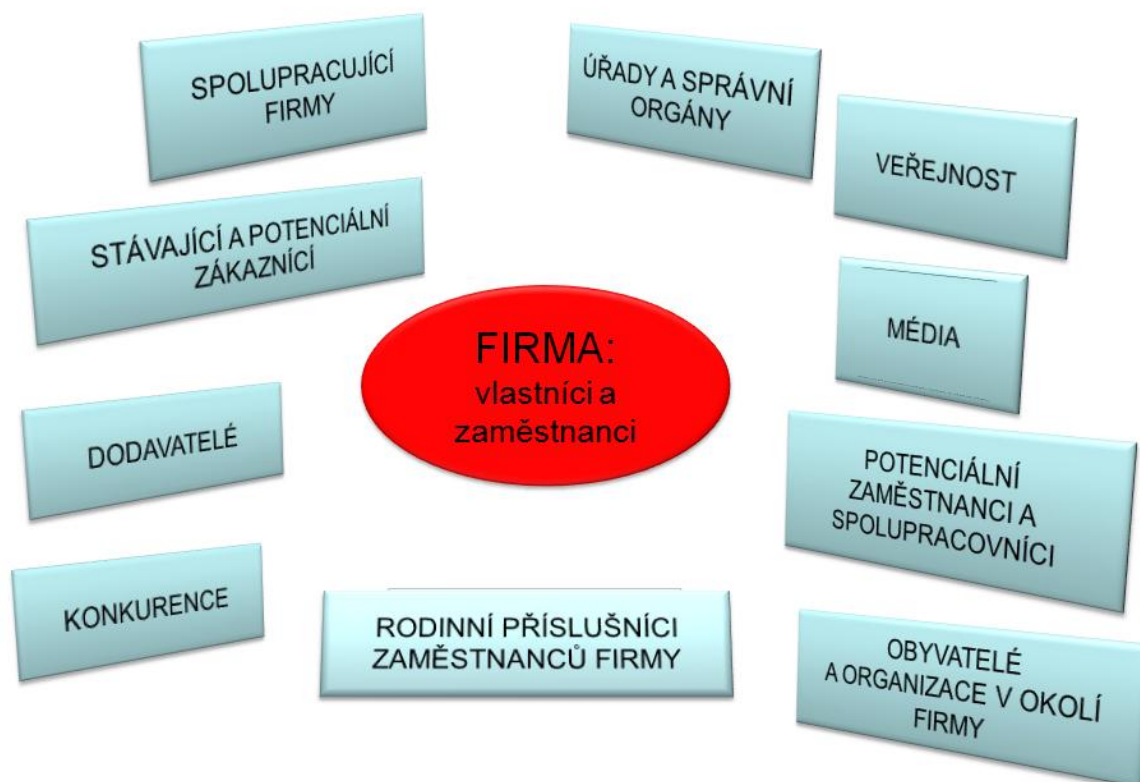 SPOLUPRACUJÍCÍ
FIRMY
ÚŘADY A SPRÁVNÍ
ORGÁNY
VEŘEJNOST
STÁVAJÍCÍ A POTENCIÁLNÍ
ZÁKAZNÍCÍ
MÉDIA
FIRMA:
vlastníci a
zaměstnanci
DODAVATELÉ
POTENCIÁLNÍ
ZAMĚSTNANCI A
SPOLUPRACOVNÍCI
KONKURENCE
RODINNÍ PŘÍSLUŠNÍCI
ZAMĚSTNANCŮ FIRMY
OBYVATELÉ
A ORGANIZACE V OKOLÍ
FIRMY